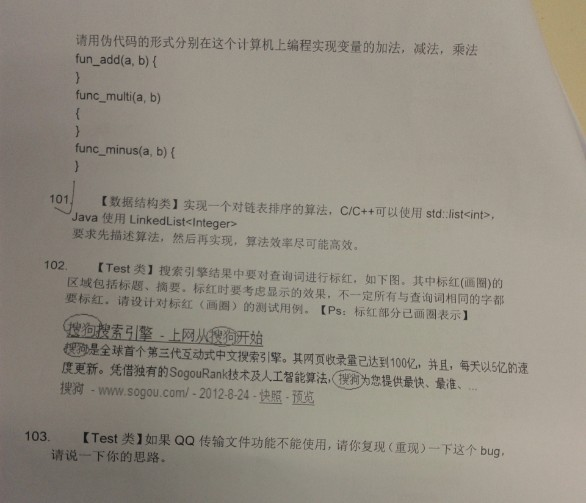 请用伪代码的形式分别在这个计算机上编程实现变量的加法，减法，乘法
fun_add(a, b) {
}
func_multi(a, b)
{
}
func_minus(a, b) {
}
101. 【数据结构类】实现一个对链表排序的算法，C/C++可以使用 std::list<int>,
Java 使用 LinkedList<Integer>
要求先描述算法，然后再实现，算法效率尽可能高效。
102. 【Test 类】搜索引擎结果中要对查询词进行标红，如下图。其中标红(画圈)的
区域包括标题、摘要。标红时要考虑显示的效果，不一定所有与查询词相同的字都
要标红。请设计对标红（画圈）的测试用例。【Ps：标红部分已画圈表示】
搜狗搜索引擎 - 上网从搜狗开始
搜狗是全球首个第三代互动式中文搜索引擎。其网页收录量已达到100亿，并且，每天以5亿的速
度更新。凭借独有的SogouRank技术及人工智能算法，搜狗为您提供最快、最准、...
搜狗 - www.sogou.com/ - 2012-8-24 - 快照 - 预览
103. 【Test 类】如果 QQ 传输文件功能不能使用，请你复现（重现）一下这个 bug，
请说一下你的思路。